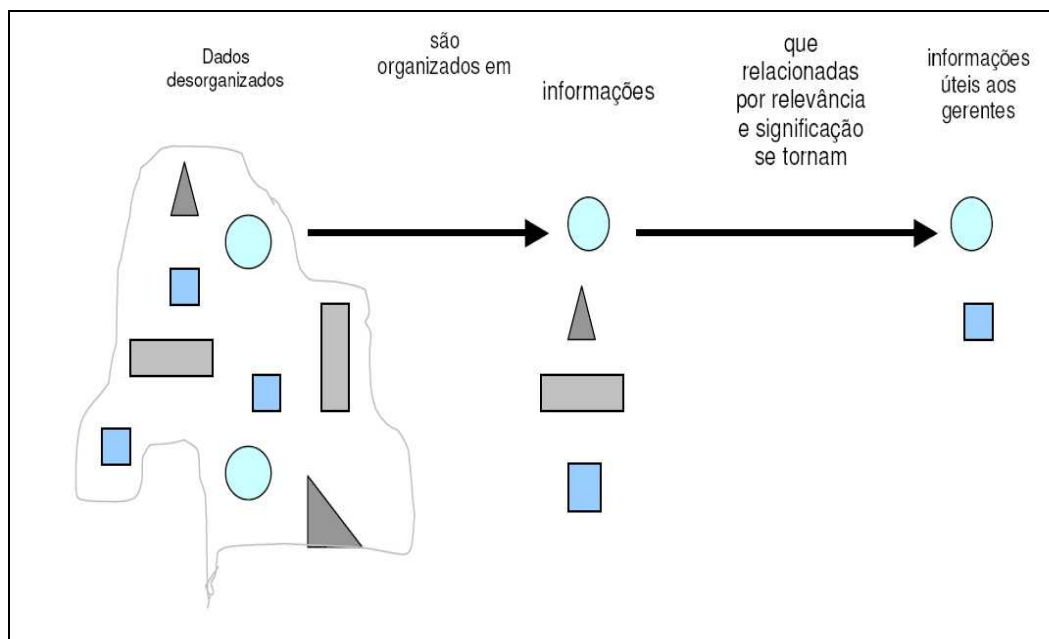 Dados
desorganizados
são
organizados em
informações
que
relacionadas
por relevância
e significação
se tornam
informações
úteis aos
gerentes